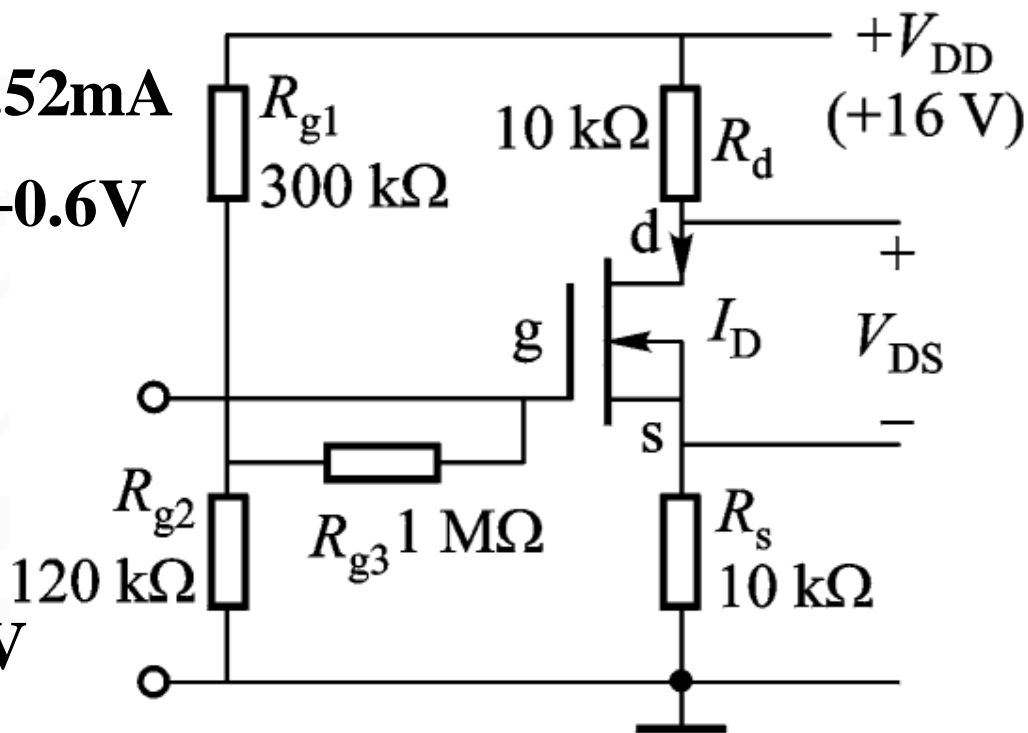 +V_DD
(+16 V)
.52mA
R_g1
300 kΩ
10 kΩ
R_d
-0.6V
d
+
g
I_D
V_DS
s
−
R_g2
120 kΩ
R_g3 1 MΩ
R_s
10 kΩ
V